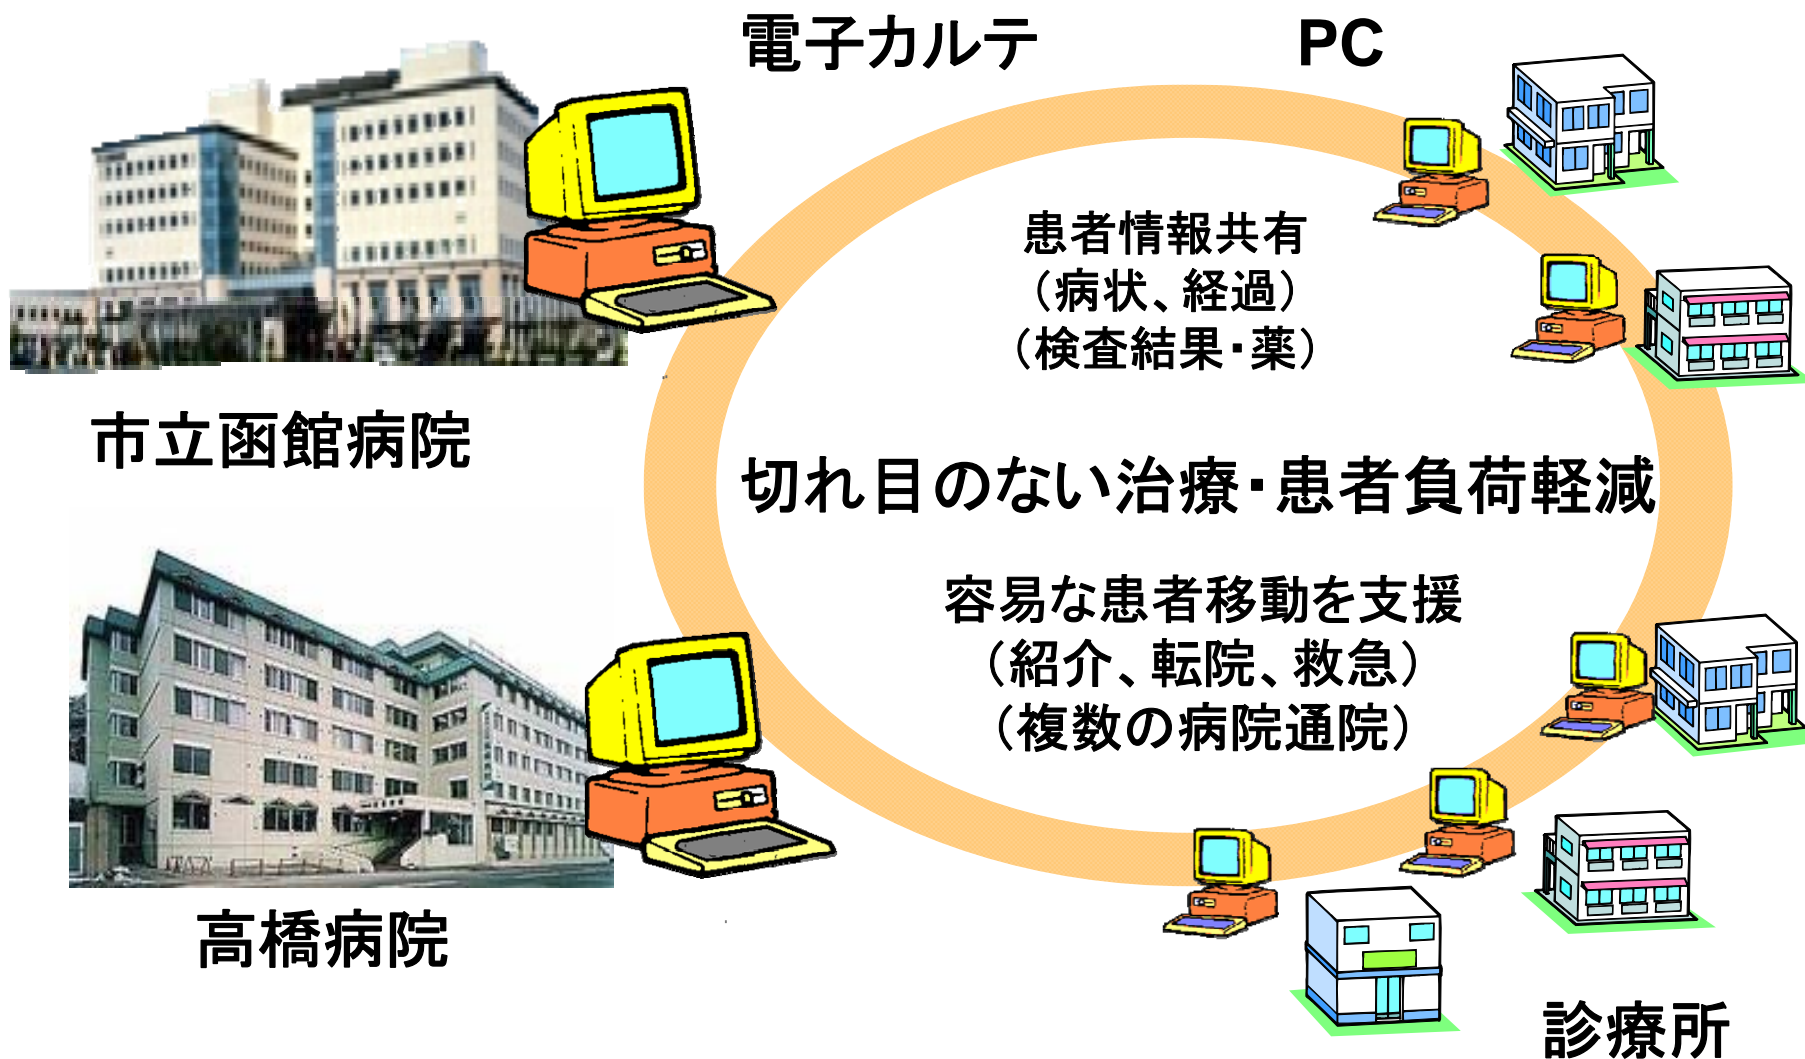 電子カルテ
PC
患者情報共有
（病状、経過）
（検査結果・薬）
市立函館病院
切れ目のない治療・患者負荷軽減
容易な患者移動を支援
（紹介、転院、救急）
（複数の病院通院）
高橋病院
診療所